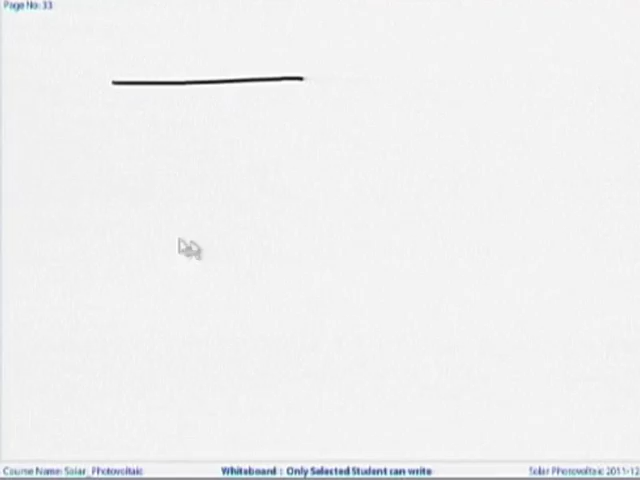 Page No: 33
Course Name: Solar_Photovoltaic
Whiteboard : Only Selected Student can write
Solar Photovoltaic 2011-12